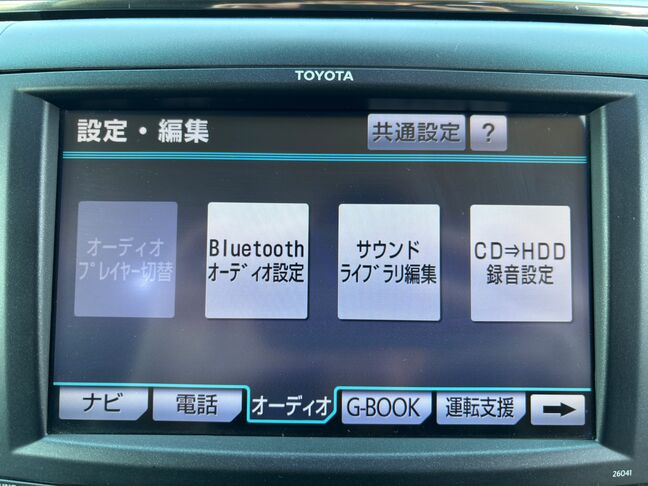 TOYOTA
設定・編集
共通設定
?
オーディオ
プレイヤー切替
Bluetooth
オーディオ設定
サウンド
ライブラリ編集
CD⇒HDD
録音設定
ナビ
電話
オーディオ
G-BOOK
運転支援
➡
26041